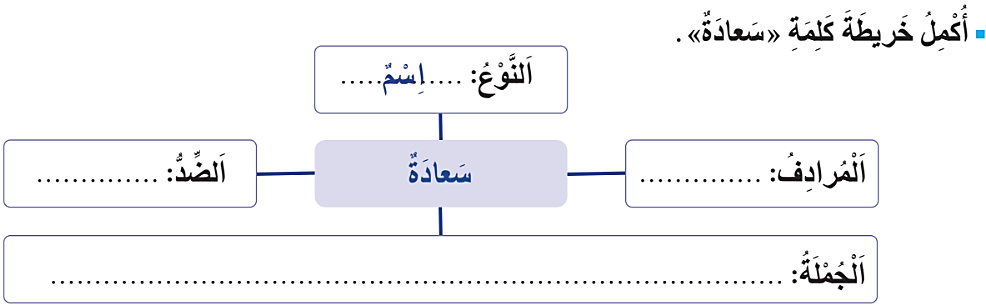 ▪ أُكْمِلُ خَريطَةَ كَلِمَةِ «سَعادَةٌ».
اَلنَّوْعُ: ....إِسْمٌ.....
اَلْمُرادِفُ: ..............
سَعادَةٌ
اَلضِّدُّ: ..............
اَلْجُمْلَةُ: ....................................................................................